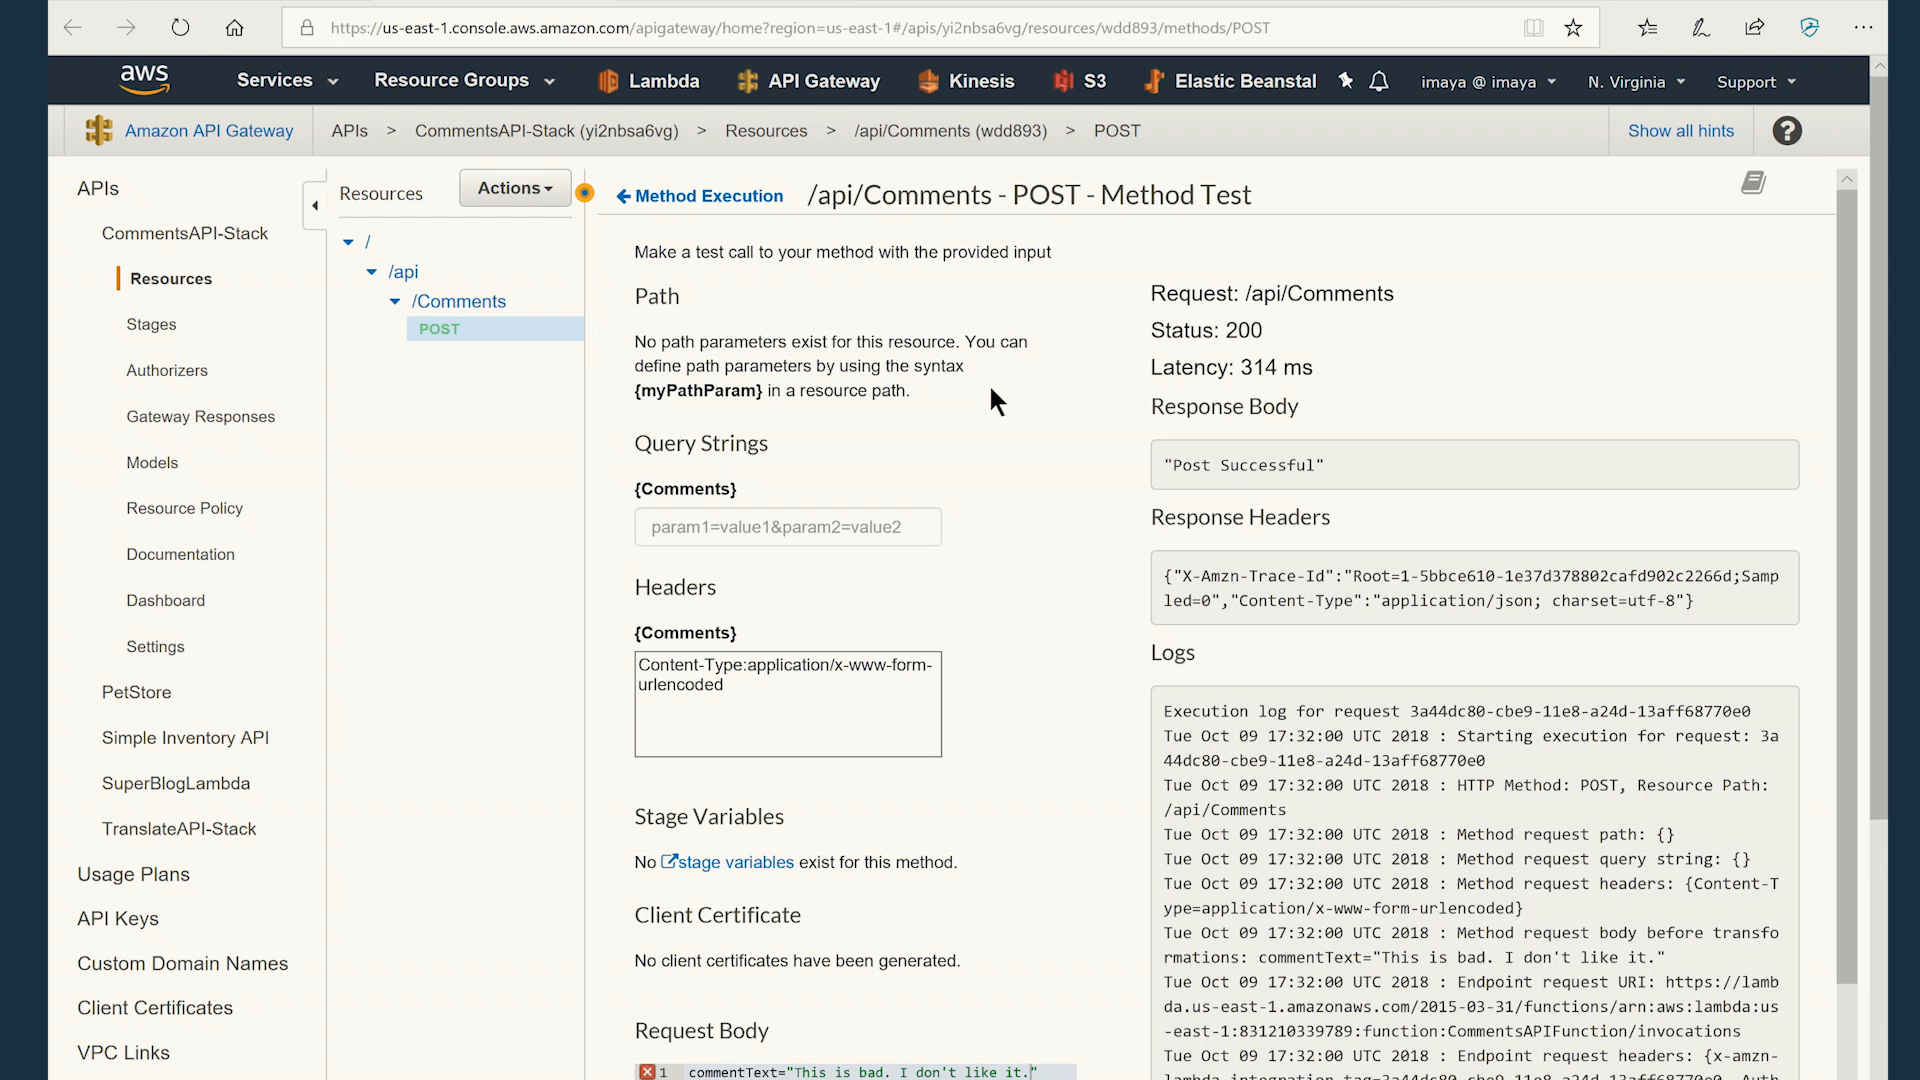 https://us-east-1.console.aws.amazon.com/apigateway/home?region=us-east-1#/apis/yi2nbsa6vg/resources/wdd893/methods/POST
aws Services Resource Groups Lambda API Gateway Kinesis S3 Elastic Beanstal imaya @ imaya N. Virginia Support
Amazon API Gateway APIs > CommentsAPI-Stack (yi2nbsa6vg) > Resources > /api/Comments (wdd893) > POST Show all hints ?
APIs
CommentsAPI-Stack
Resources
Stages
Authorizers
Gateway Responses
Models
Resource Policy
Documentation
Dashboard
Settings
PetStore
Simple Inventory API
SuperBlogLambda
TranslateAPI-Stack
Usage Plans
API Keys
Custom Domain Names
Client Certificates
VPC Links
Resources Actions
/
/api
/Comments
POST
Method Execution /api/Comments - POST - Method Test
Make a test call to your method with the provided input
Path
No path parameters exist for this resource. You can
define path parameters by using the syntax
{myPathParam} in a resource path.
Query Strings
{Comments}
param1=value1&param2=value2
Headers
{Comments}
Content-Type:application/x-www-form-
urlencoded
Stage Variables
No stage variables exist for this method.
Client Certificate
No client certificates have been generated.
Request Body
1 commentText="This is bad. I don't like it."
Request: /api/Comments
Status: 200
Latency: 314 ms
Response Body
"Post Successful"
Response Headers
{"X-Amzn-Trace-Id":"Root=1-5bbce610-1e37d378802cafd902c2266d;Samp
led=0","Content-Type":"application/json; charset=utf-8"}
Logs
Execution log for request 3a44dc80-cbe9-11e8-a24d-13aff68770e0
Tue Oct 09 17:32:00 UTC 2018 : Starting execution for request: 3a
44dc80-cbe9-11e8-a24d-13aff68770e0
Tue Oct 09 17:32:00 UTC 2018 : HTTP Method: POST, Resource Path:
/api/Comments
Tue Oct 09 17:32:00 UTC 2018 : Method request path: {}
Tue Oct 09 17:32:00 UTC 2018 : Method request query string: {}
Tue Oct 09 17:32:00 UTC 2018 : Method request headers: {Content-T
ype=application/x-www-form-urlencoded}
Tue Oct 09 17:32:00 UTC 2018 : Method request body before transfo
rmations: commentText="This is bad. I don't like it."
Tue Oct 09 17:32:00 UTC 2018 : Endpoint request URI: https://lamb
da.us-east-1.amazonaws.com/2015-03-31/functions/arn:aws:lambda:us
-east-1:831210339789:function:CommentsAPIFunction/invocations
Tue Oct 09 17:32:00 UTC 2018 : Endpoint request headers: {x-amzn-